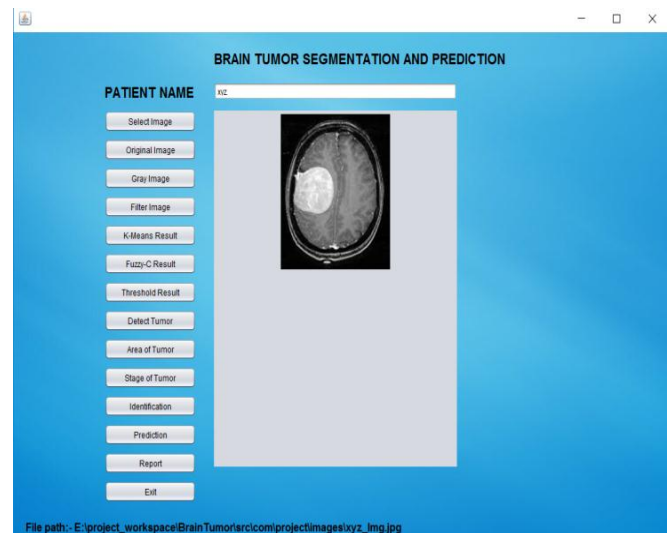 BRAIN TUMOR SEGMENTATION AND PREDICTION
PATIENT NAME
xyz
Select Image
Original Image
Gray Image
Filter Image
K-Means Result
Fuzzy-C Result
Threshold Result
Detect Tumor
Area of Tumor
Stage of Tumor
Identification
Prediction
Report
Exit
File path:- E:\project_workspace\BrainTumor\src\com\project\images\xyz_Img.jpg